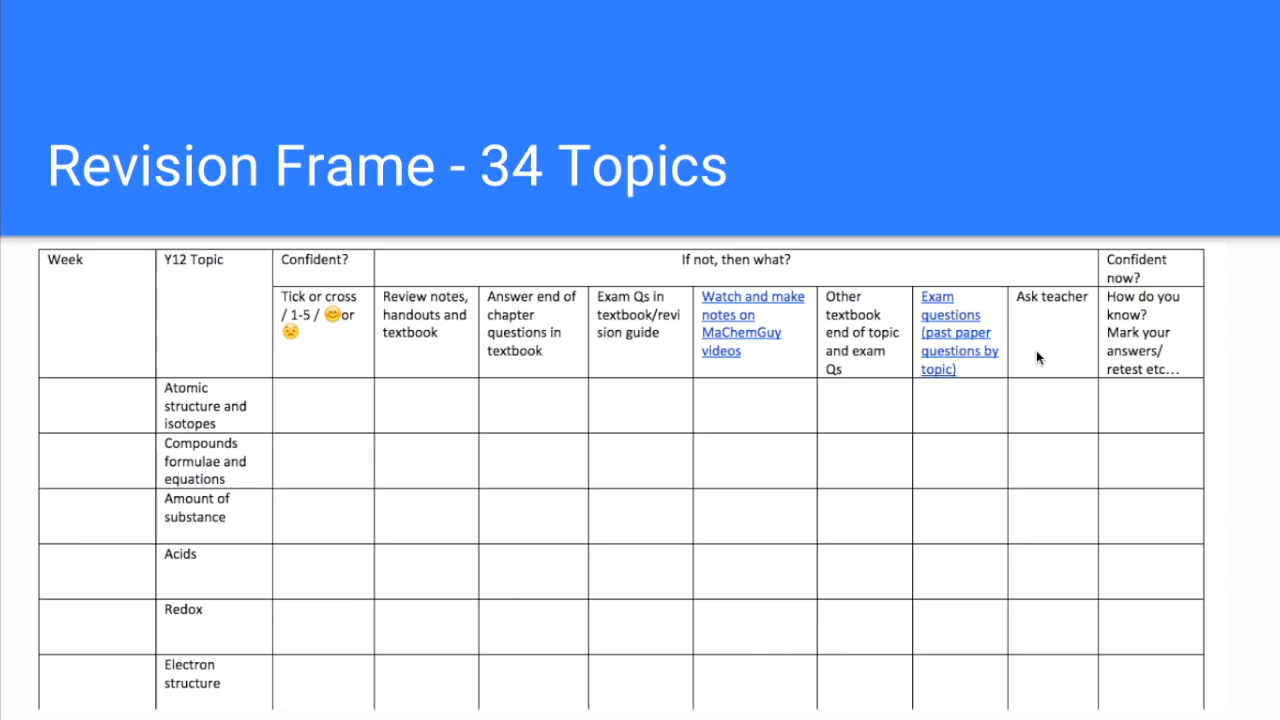 Revision Frame - 34 Topics
Week
Y12 Topic
Confident?
If not, then what?
Confident
now?
Tick or cross
/ 1-5 / 😊or
😟
Review notes,
handouts and
textbook
Answer end of
chapter
questions in
textbook
Exam Qs in
textbook/revi
sion guide
Watch and make
notes on
MaChemGuy
videos
Other
textbook
end of topic
and exam
Qs
Exam
questions
(past paper
questions by
topic)
Ask teacher
How do you
know?
Mark your
answers/
retest etc...
Atomic
structure and
isotopes
Compounds
formulae and
equations
Amount of
substance
Acids
Redox
Electron
structure